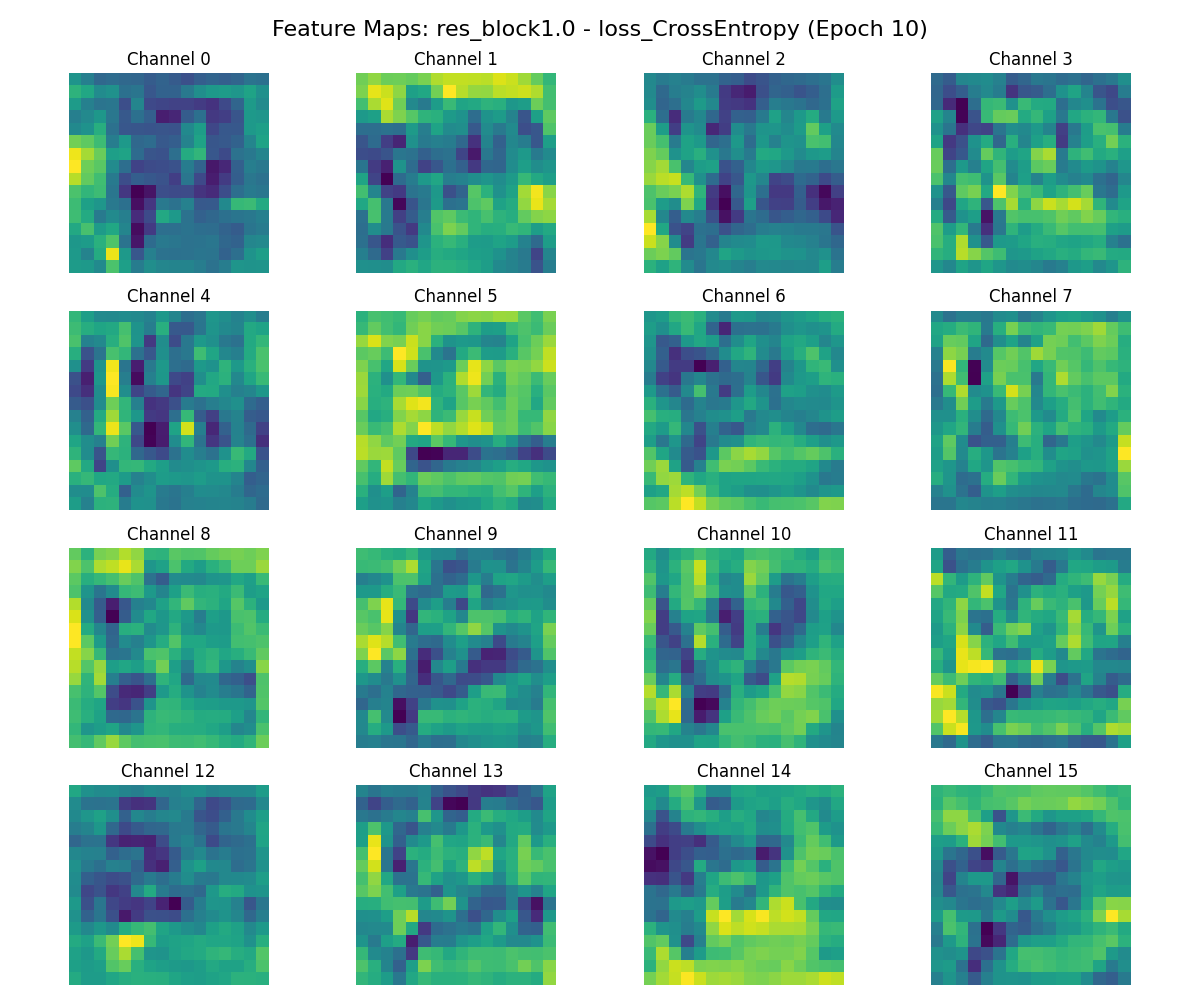 Feature Maps: res_block1.0 - loss_CrossEntropy (Epoch 10)
Channel 0
Channel 1
Channel 2
Channel 3
Channel 4
Channel 5
Channel 6
Channel 7
Channel 8
Channel 9
Channel 10
Channel 11
Channel 12
Channel 13
Channel 14
Channel 15